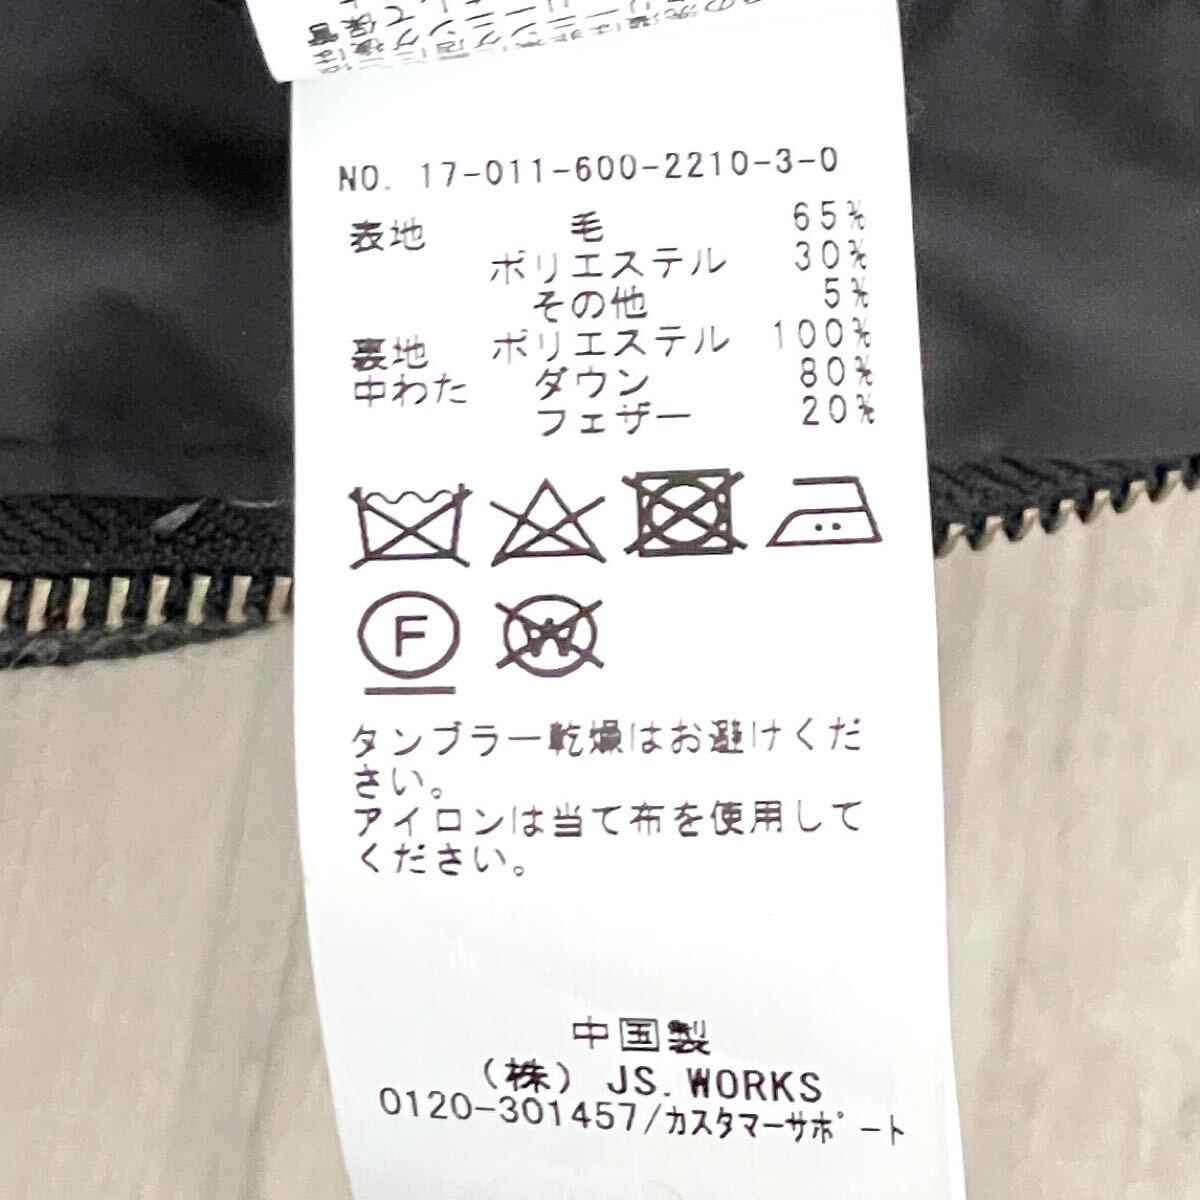 NO. 17-011-600-2210-3-0
表地 毛 65%
ポリエステル 30%
その他 5%
裏地 ポリエステル 100%
中わた ダウン 80%
フェザー 20%
F
W
タンブラー乾燥はお避けくだ
さい。
アイロンは当て布を使用して
ください。
中国製
(株) JS.WORKS
0120-301457/カスタマーサポート